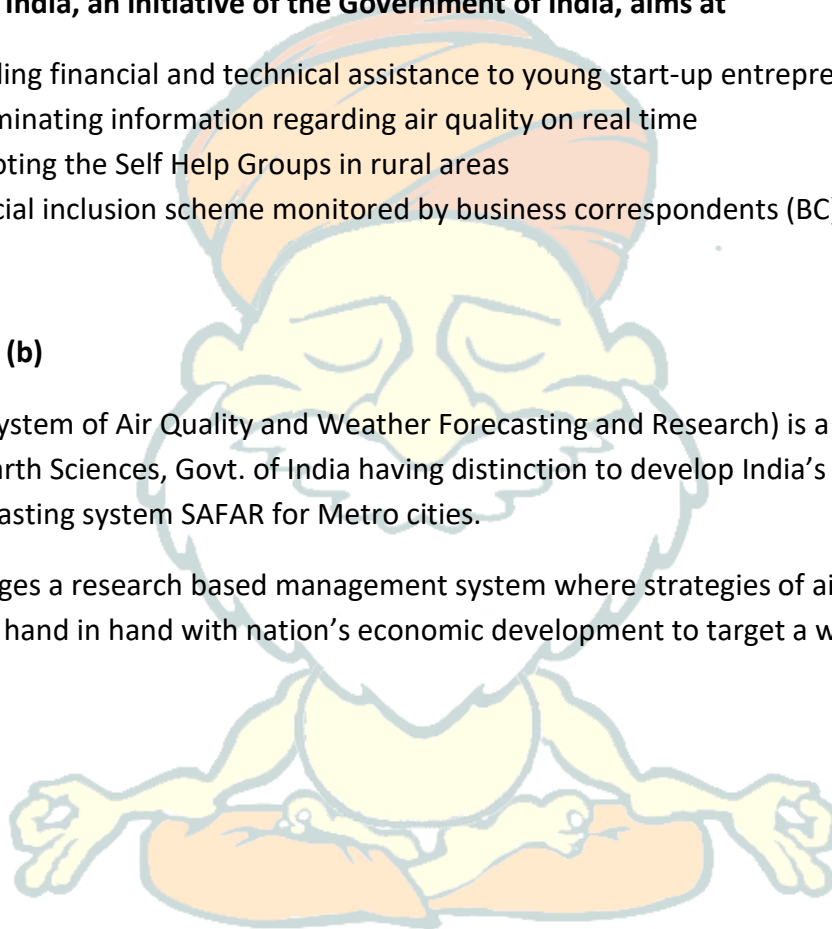 India, an initiative of the Government of India, aims at
ding financial and technical assistance to young start-up entrepre
minating information regarding air quality on real time
oting the Self Help Groups in rural areas
cial inclusion scheme monitored by business correspondents (BC)
(b)
ystem of Air Quality and Weather Forecasting and Research) is a
arth Sciences, Govt. of India having distinction to develop India’s
asting system SAFAR for Metro cities.
ges a research based management system where strategies of ai
hand in hand with nation’s economic development to target a w